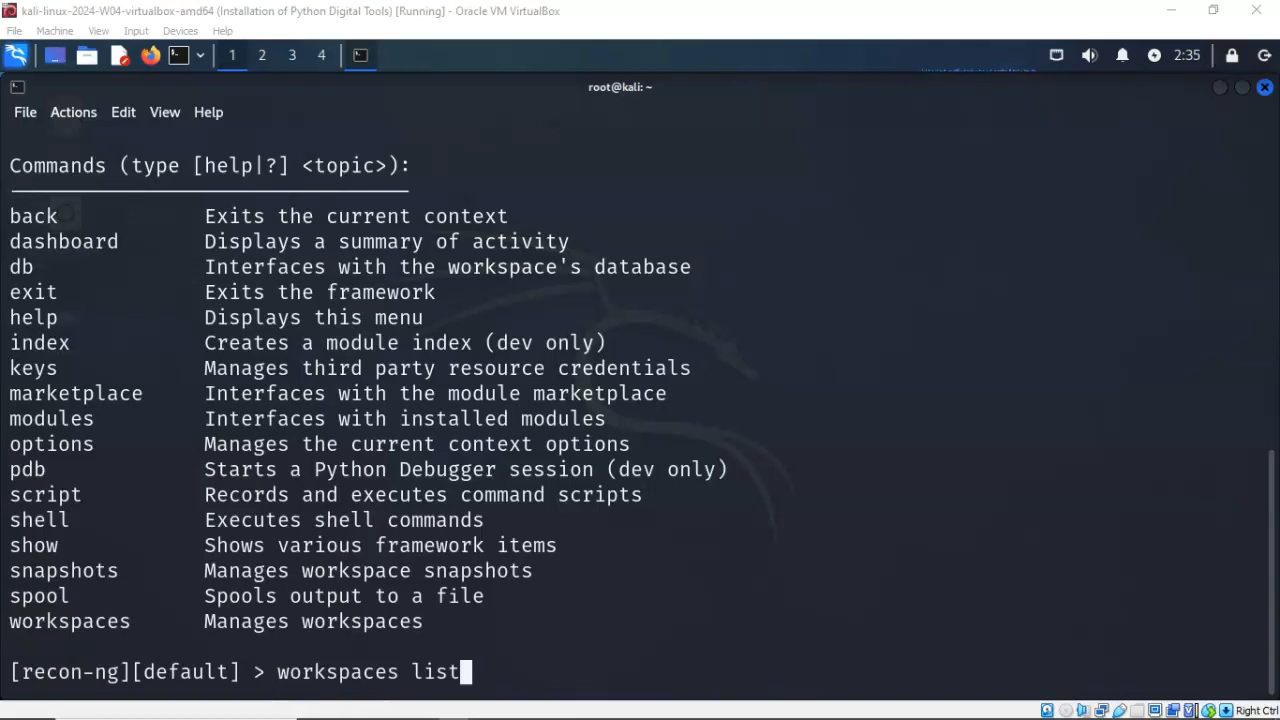 kali-linux-2024-W04-virtualbox-amd64 (Installation of Python Digital Tools) [Running] - Oracle VM VirtualBox
File Machine View Input Devices Help
1 2 3 4 2:35
root@kali: ~
File Actions Edit View Help
Commands (type [help|?] <topic>):
back Exits the current context
dashboard Displays a summary of activity
db Interfaces with the workspace's database
exit Exits the framework
help Displays this menu
index Creates a module index (dev only)
keys Manages third party resource credentials
marketplace Interfaces with the module marketplace
modules Interfaces with installed modules
options Manages the current context options
pdb Starts a Python Debugger session (dev only)
script Records and executes command scripts
shell Executes shell commands
show Shows various framework items
snapshots Manages workspace snapshots
spool Spools output to a file
workspaces Manages workspaces
[recon-ng][default] > workspaces list
Right Ctrl